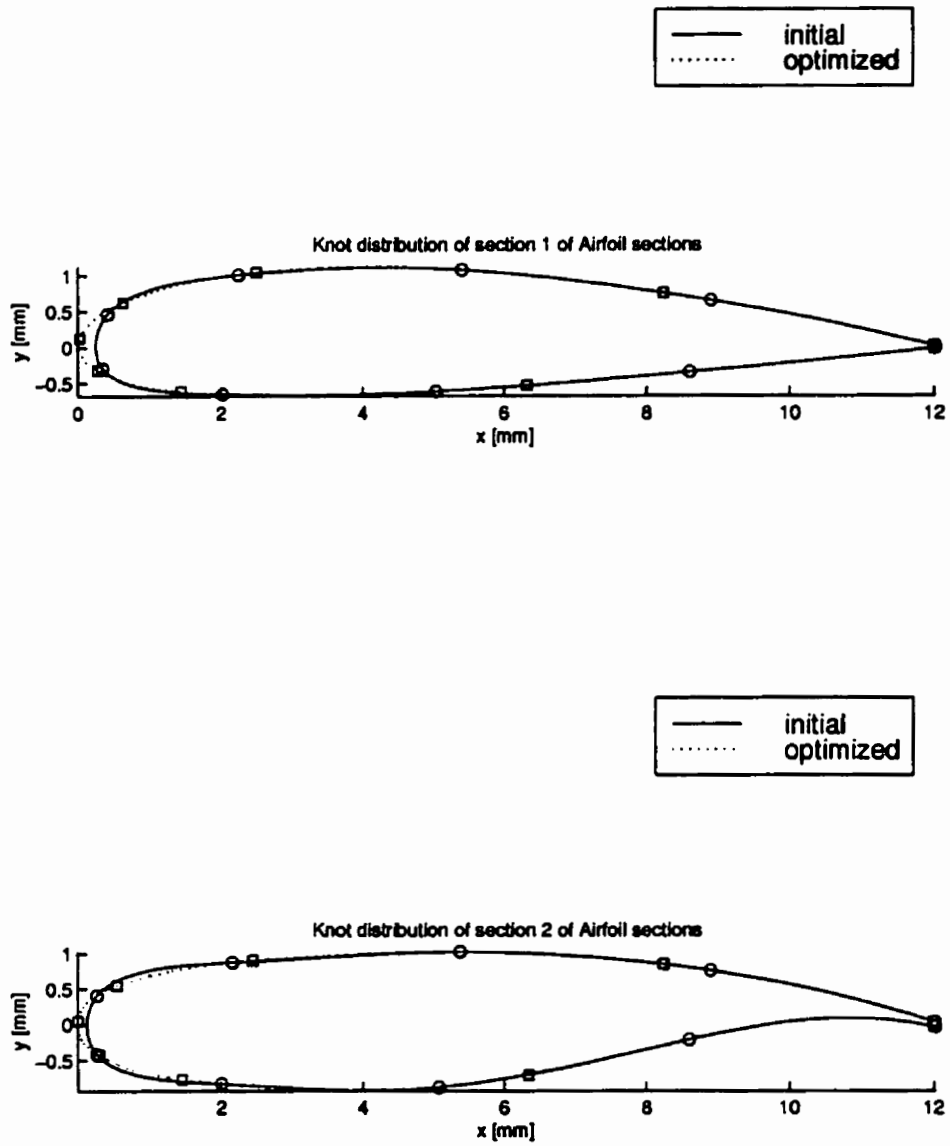 initial
optimized
Knot distribution of section 1 of Airfoil sections
1
0.5
0
−0.5
y [mm]
0 2 4 6 8 10 12
x [mm]
initial
optimized
Knot distribution of section 2 of Airfoil sections
1
0.5
0
−0.5
y [mm]
2 4 6 8 10 12
x [mm]